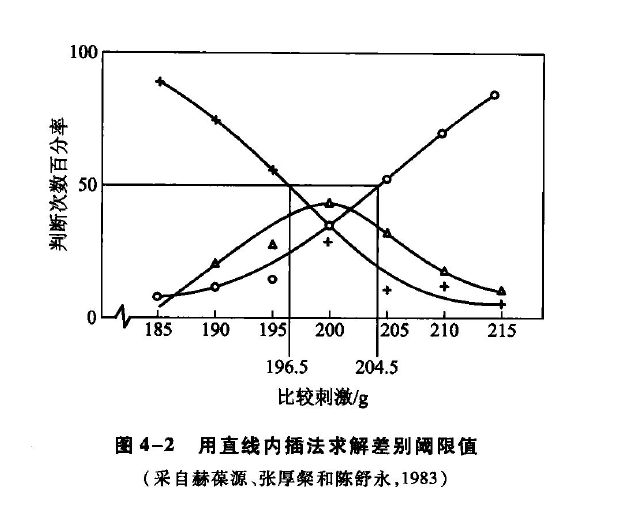 100
50
0
判断次数百分率
185 190 195 200 205 210 215
196.5 204.5
比较刺激/g
图 4-2 用直线内插法求解差别阈限值
(采自赫葆源、张厚粲和陈舒永,1983)